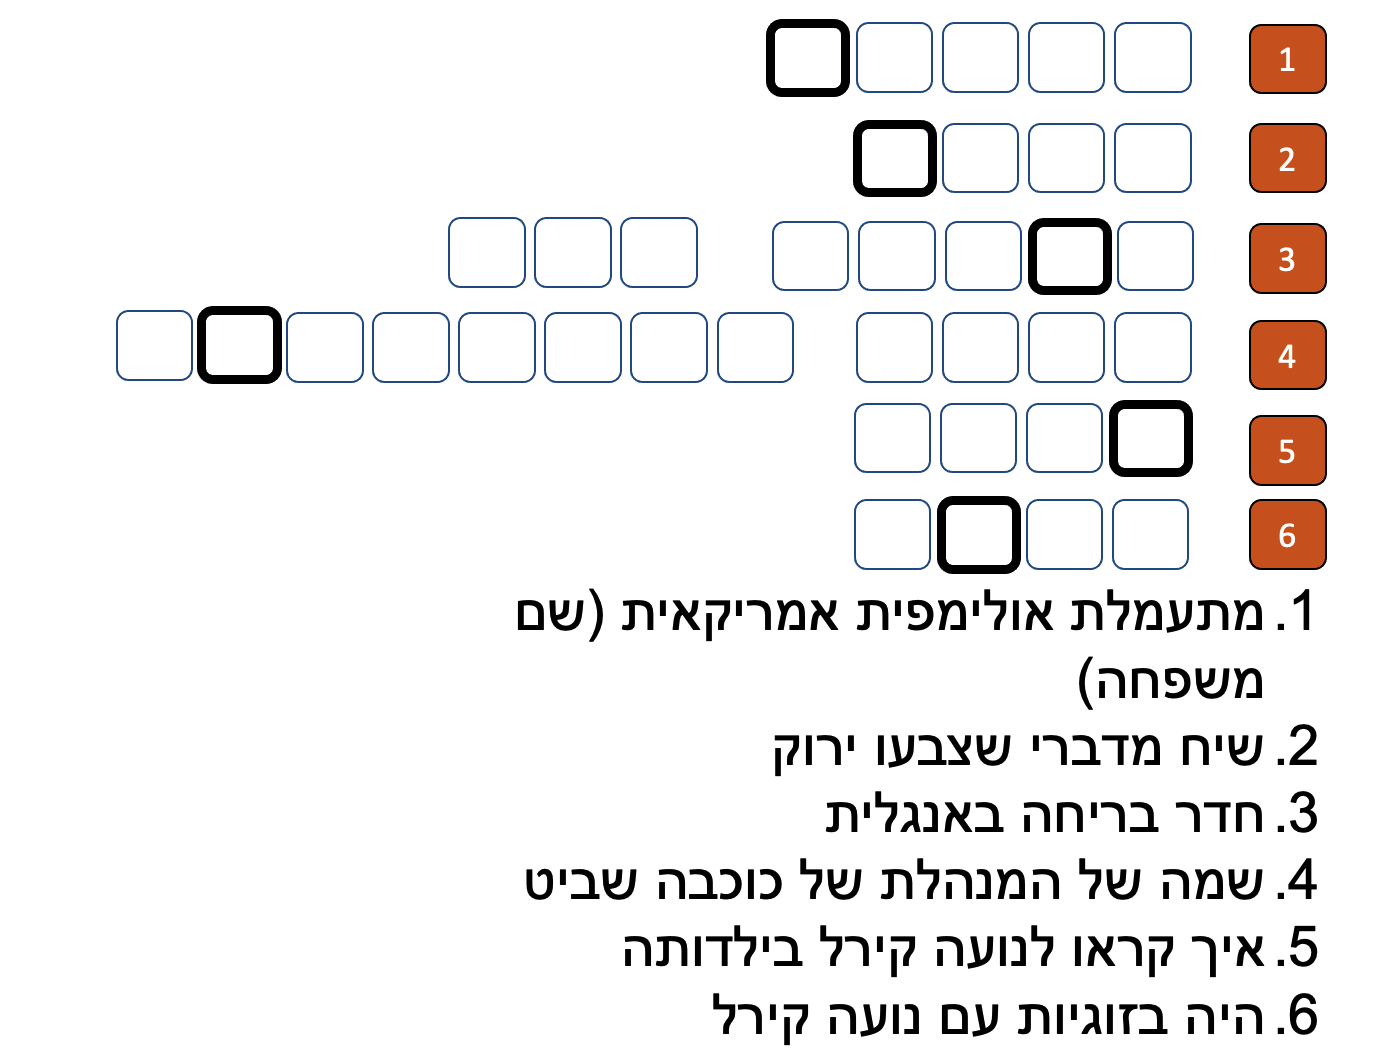 1
2
3
4
5
6
1. מתעמלת אולימפית אמריקאית (שם
משפחה)
2. שיח מדברי שצבעו ירוק
3. חדר בריחה באנגלית
4. שמה של המנהלת של כוכבה שביט
5. איך קראו לנועה קירל בילדותה
6. היה בזוגיות עם נועה קירל